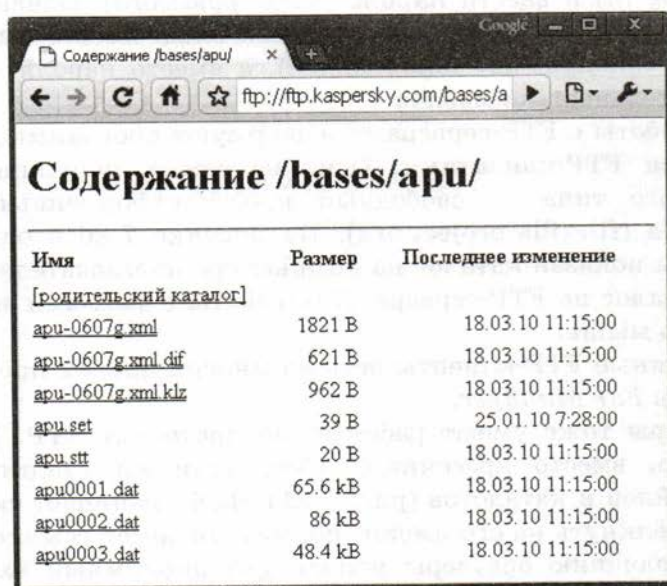 Google
Содержание /bases/apu/
ftp://ftp.kaspersky.com/bases/a
Содержание /bases/apu/
Имя Размер Последнее изменение
[родительский каталог]
apu-0607g.xml 1821 B 18.03.10 11:15:00
apu-0607g.xml.dif 621 B 18.03.10 11:15:00
apu-0607g.xml.klz 962 B 18.03.10 11:15:00
apu.set 39 B 25.01.10 7:28:00
apu.stt 20 B 18.03.10 11:15:00
apu0001.dat 65.6 kB 18.03.10 11:15:00
apu0002.dat 86 kB 18.03.10 11:15:00
apu0003.dat 48.4 kB 18.03.10 11:15:00